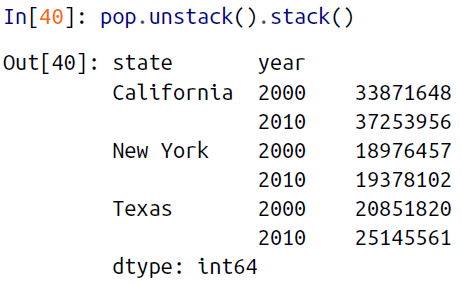 In[40]: pop.unstack().stack()
Out[40]: state       year
         California  2000    33871648
                     2010    37253956
         New York    2000    18976457
                     2010    19378102
         Texas       2000    20851820
                     2010    25145561
         dtype: int64